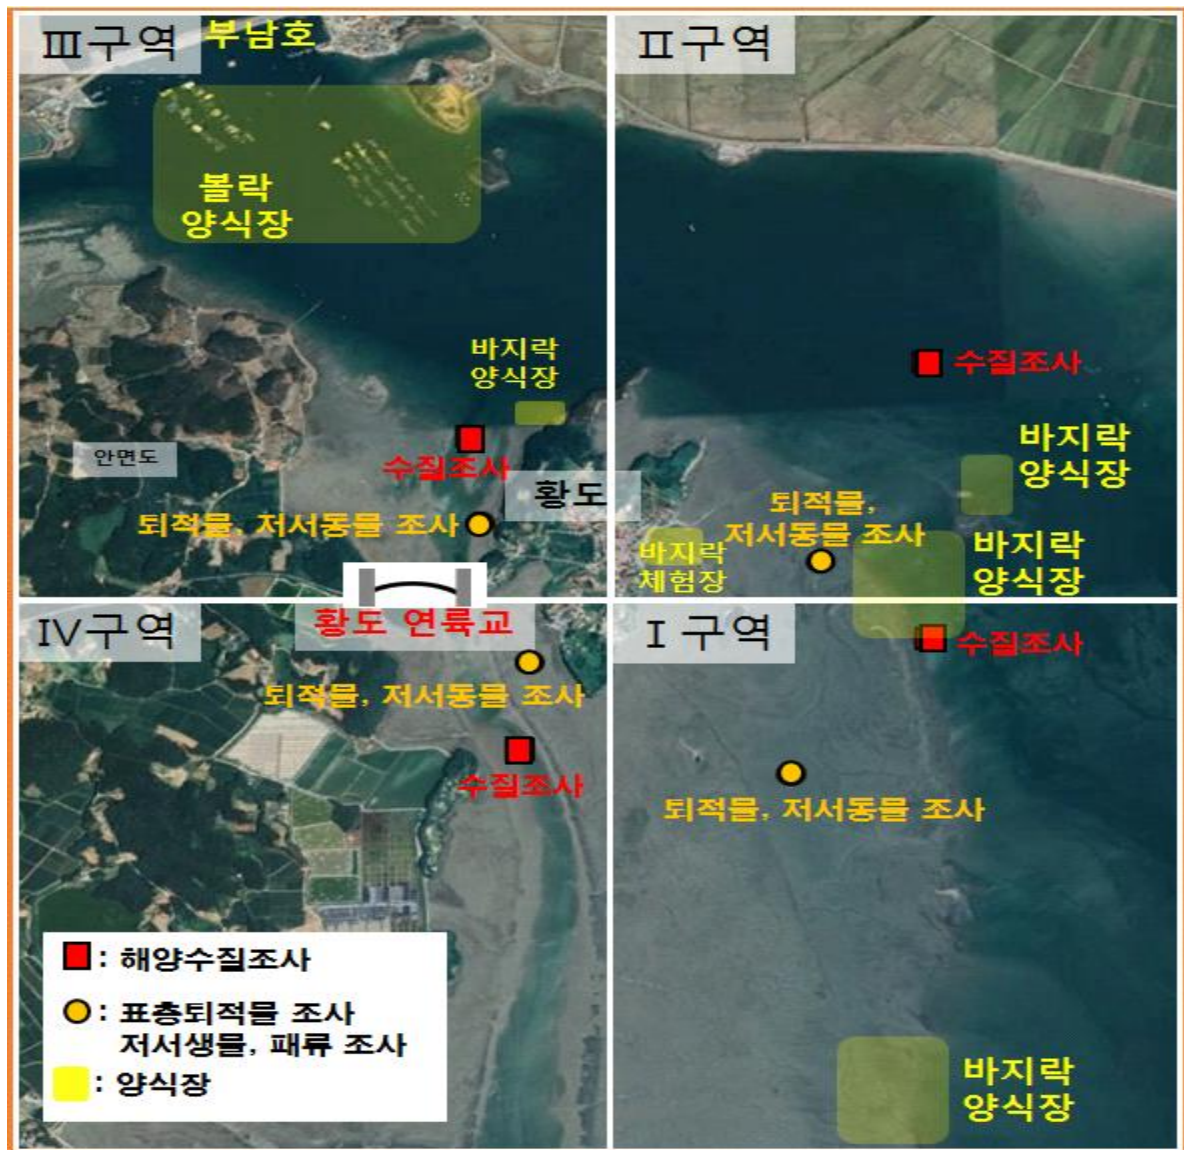 Ⅲ구역
부남호
볼락
양식장
바지락
양식장
안면도
수질조사
황도
퇴적물, 저서동물 조사
Ⅱ구역
수질조사
바지락
양식장
퇴적물,
저서동물 조사
바지락
양식장
바지락
체험장
Ⅳ구역
황도 연륙교
퇴적물, 저서동물 조사
수질조사
: 해양수질조사
: 표층퇴적물 조사
저서생물, 패류 조사
: 양식장
Ⅰ구역
수질조사
퇴적물, 저서동물 조사
바지락
양식장